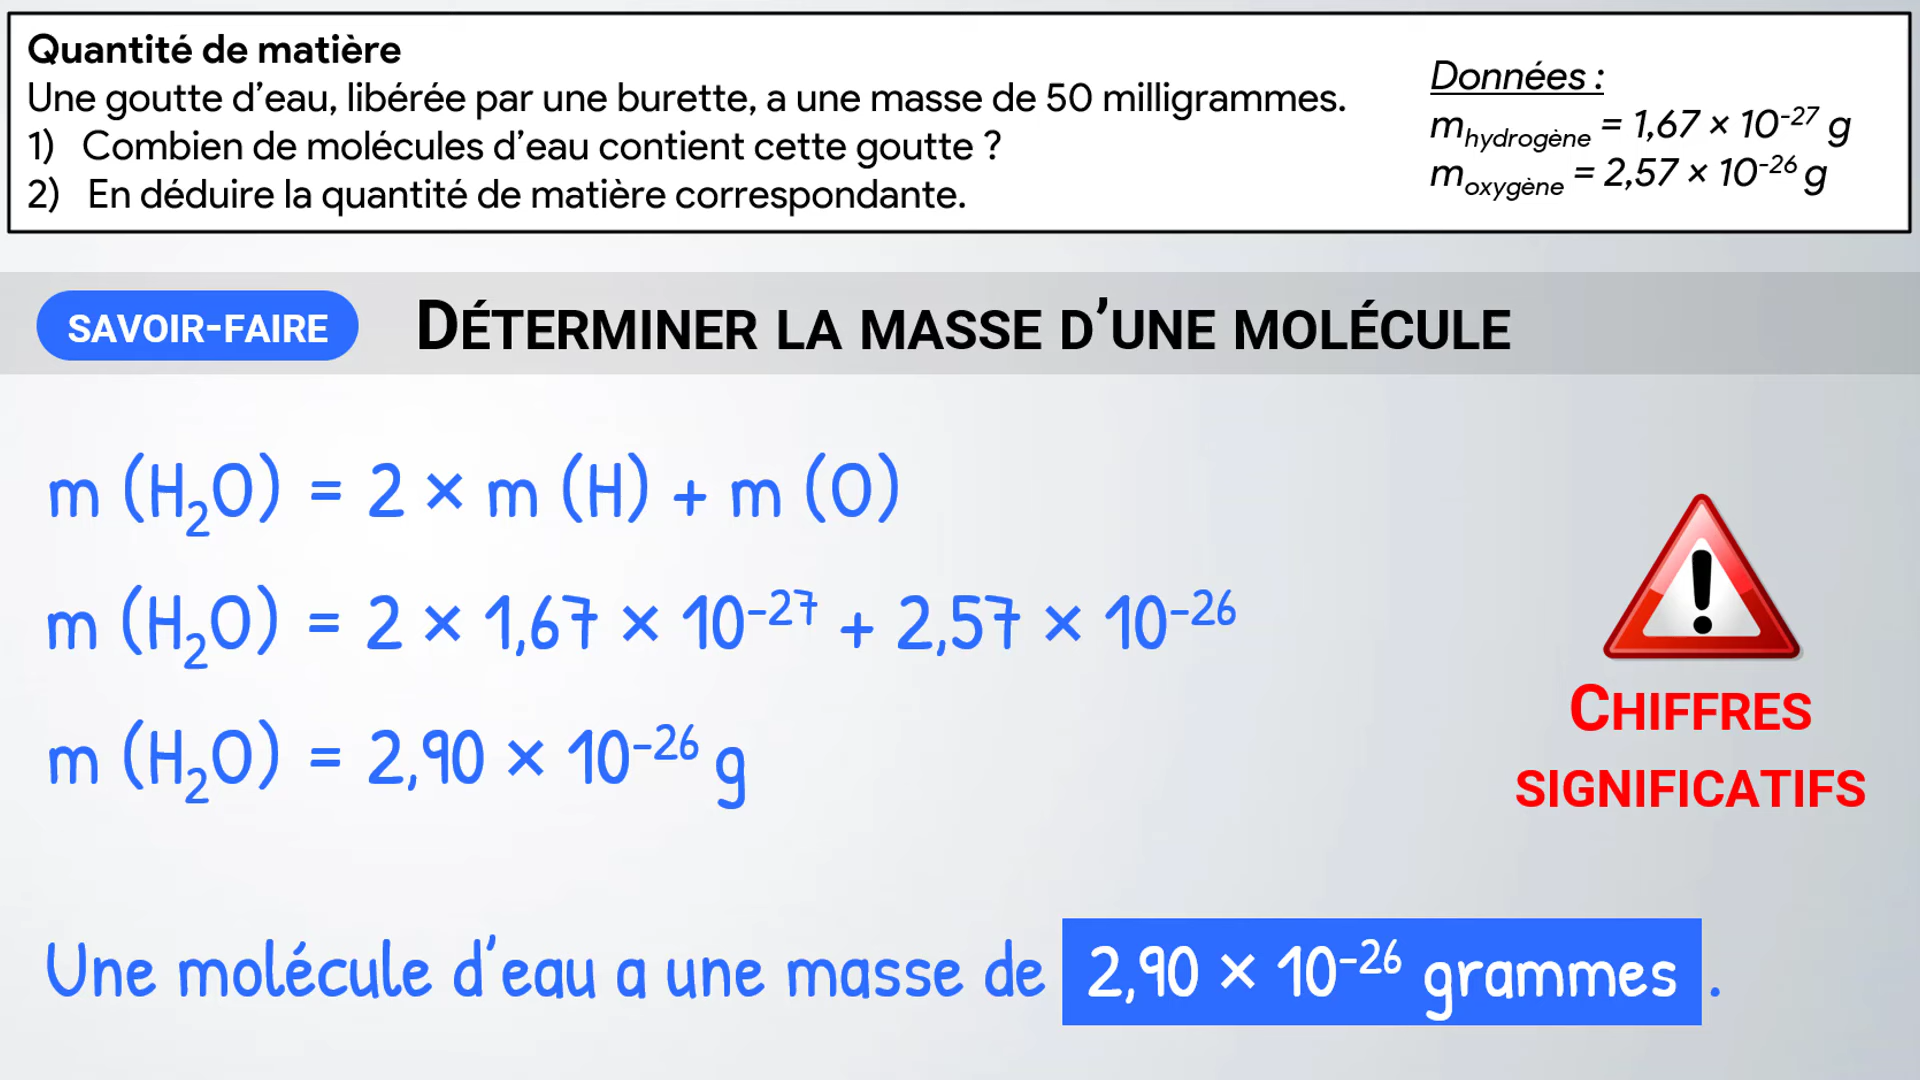 Quantité de matière
Une goutte d’eau, libérée par une burette, a une masse de 50 milligrammes.
1) Combien de molécules d’eau contient cette goutte ?
2) En déduire la quantité de matière correspondante.
Données :
m_hydrogène = 1,67 × 10⁻²⁷ g
m_oxygène = 2,57 × 10⁻²⁶ g
SAVOIR-FAIRE DÉTERMINER LA MASSE D’UNE MOLÉCULE
m (H₂O) = 2 × m (H) + m (O)
m (H₂O) = 2 × 1,67 × 10⁻²⁷ + 2,57 × 10⁻²⁶
m (H₂O) = 2,90 × 10⁻²⁶ g
CHIFFRES
SIGNIFICATIFS
Une molécule d’eau a une masse de 2,90 × 10⁻²⁶ grammes .